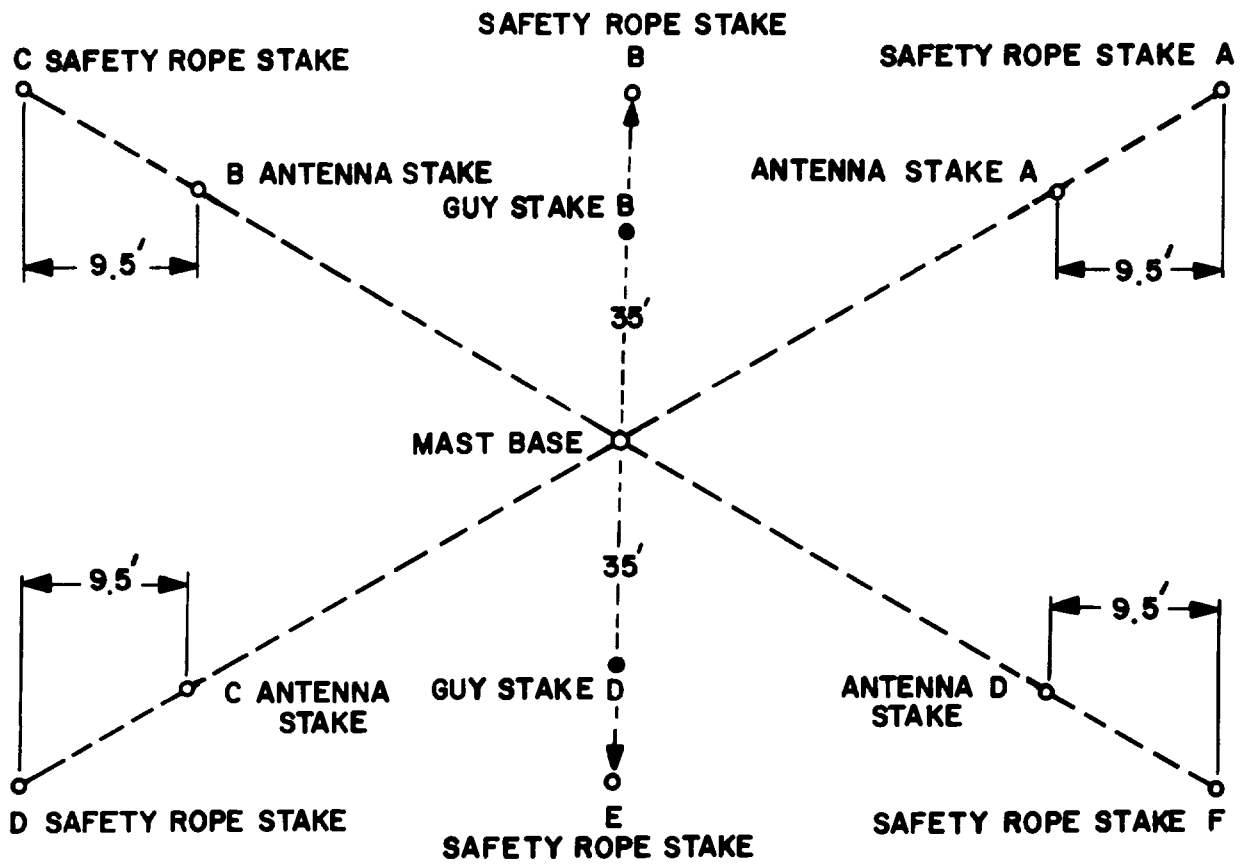 SAFETY ROPE STAKE
B
C SAFETY ROPE STAKE
SAFETY ROPE STAKE A
B ANTENNA STAKE
ANTENNA STAKE A
GUY STAKE B
9.5'
9.5'
35'
MAST BASE
35'
9.5'
9.5'
C ANTENNA
STAKE
GUY STAKE D
ANTENNA D
STAKE
D SAFETY ROPE STAKE
E
SAFETY ROPE STAKE
SAFETY ROPE STAKE F